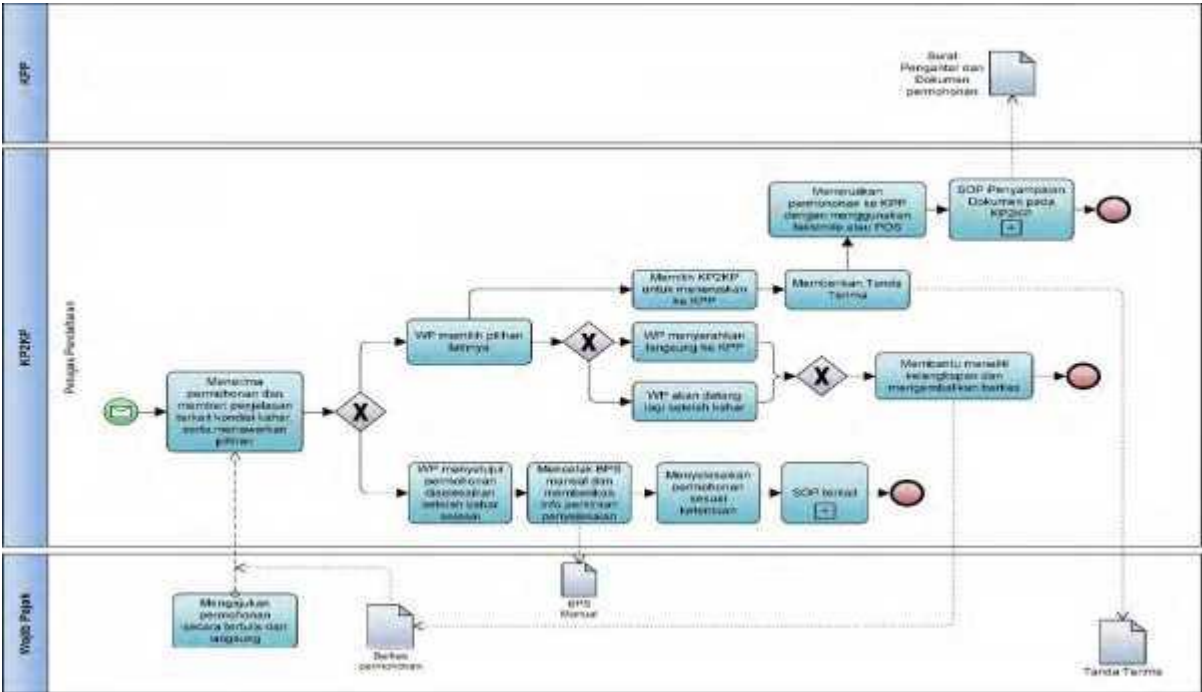 KPP
Surat
Pengantar dan
Dokumen
permohonan
KP2KP
Petugas Pendaftaran
Meneruskan
permohonan ke KPP
dengan menggunakan
faksimile atau POS
SOP Penyampaian
Dokumen pada
KP2KP
Memilih KP2KP
untuk meneruskan
ke KPP
Memberikan Tanda
Terima
WP memilih pilihan
lainnya
WP menyerahkan
langsung ke KPP
WP akan datang
lagi setelah kahar
Membantu meneliti
kelengkapan dan
mengembalikan berkas
Menerima
permohonan dan
memberi penjelasan
terkait kondisi kahar
serta menawarkan
pilihan
WP menyetujui
permohonan
diselesaikan
setelah kahar
selesai
Mencetak BPS
manual dan
memberikan
info perkiraan
penyelesaian
Menyelesaikan
permohonan
sesuai
ketentuan
SOP terkait
Wajib Pajak
Mengajukan
permohonan
secara tertulis dan
langsung
Berkas
permohonan
BPS
Manual
Tanda Terima